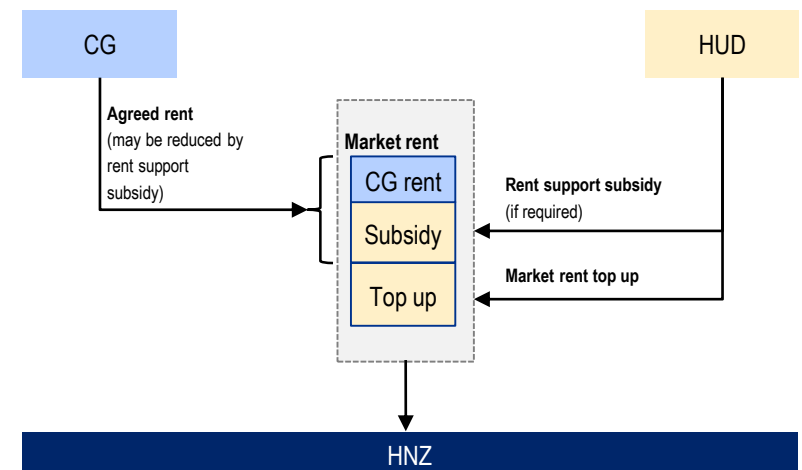 CG
HUD
Agreed rent
(may be reduced by
rent support
subsidy)
Market rent
CG rent
Subsidy
Top up
Rent support subsidy
(if required)
Market rent top up
HNZ